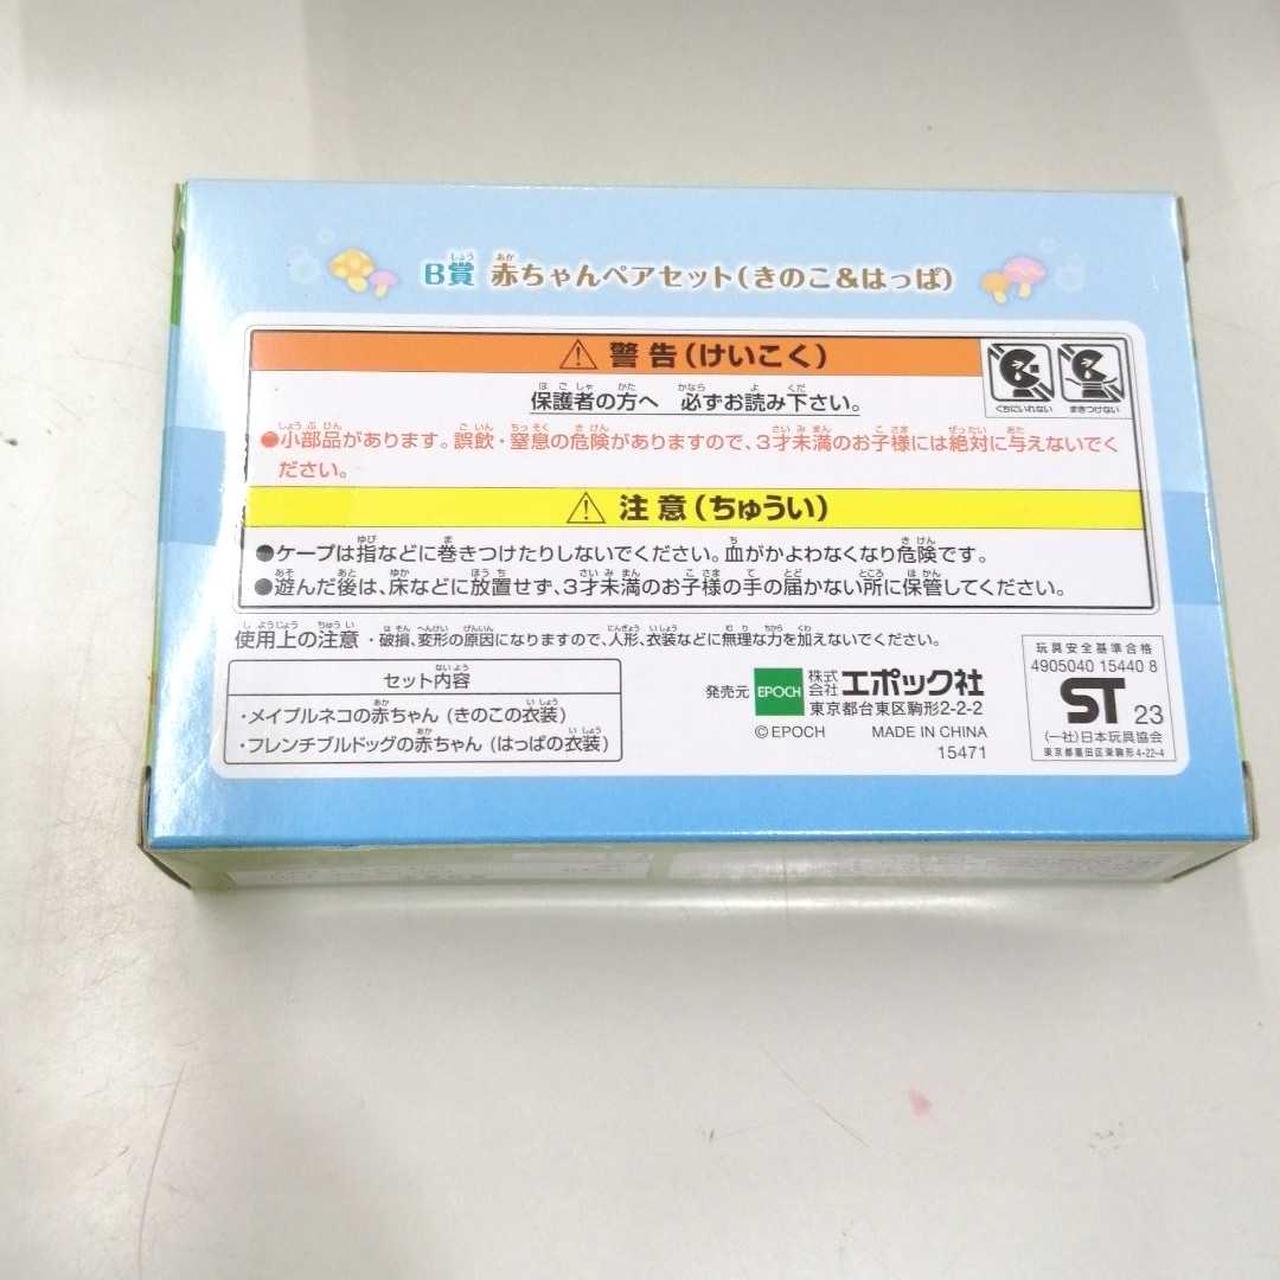 B賞 赤ちゃんペアセット(きのこ&はっぱ)
警告(けいこく)
保護者の方へ 必ずお読み下さい。
くちにいれない
まきつけない
●小部品があります。誤飲・窒息の危険がありますので、3才未満のお子様には絶対に与えないでく
ださい。
注意(ちゅうい)
●ケープは指などに巻きつけたりしないでください。血がかよわなくなり危険です。
●遊んだ後は、床などに放置せず、3才未満のお子様の手の届かない所に保管してください。
使用上の注意 ・破損、変形の原因になりますので、人形、衣装などに無理な力を加えないでください。
セット内容
・メイプルネコの赤ちゃん (きのこの衣装)
・フレンチブルドッグの赤ちゃん (はっぱの衣装)
発売元 EPOCH 株式会社 エポック社
東京都台東区駒形2-2-2
©EPOCH MADE IN CHINA
15471
玩具安全基準合格
4905040 15440 8
ST 23
(一社)日本玩具協会
東京都墨田区東駒形4-22-4